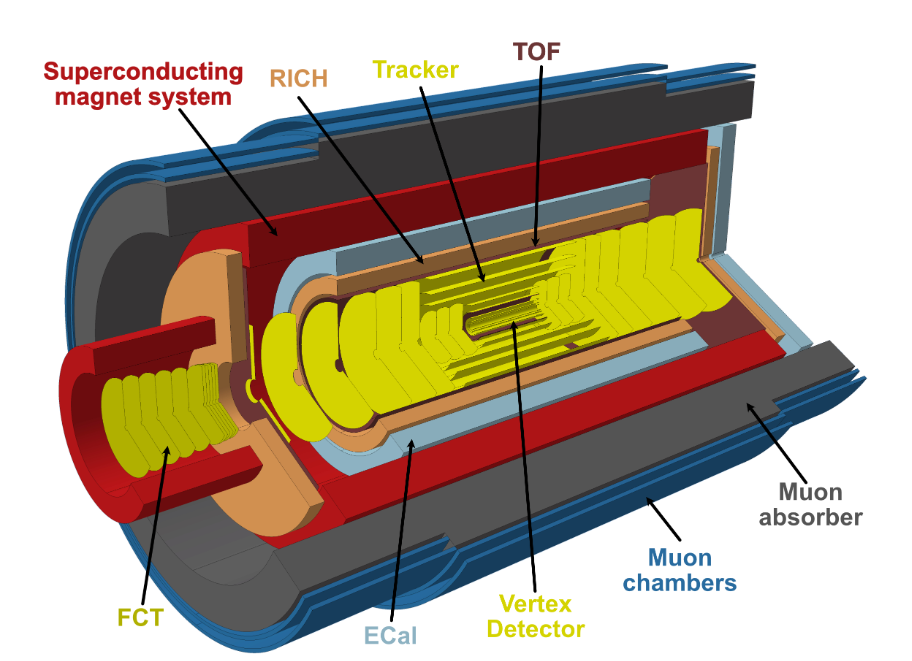 TOF
Tracker
RICH
Superconducting
magnet system
Muon
absorber
Muon
chambers
Vertex
Detector
FCT
ECal